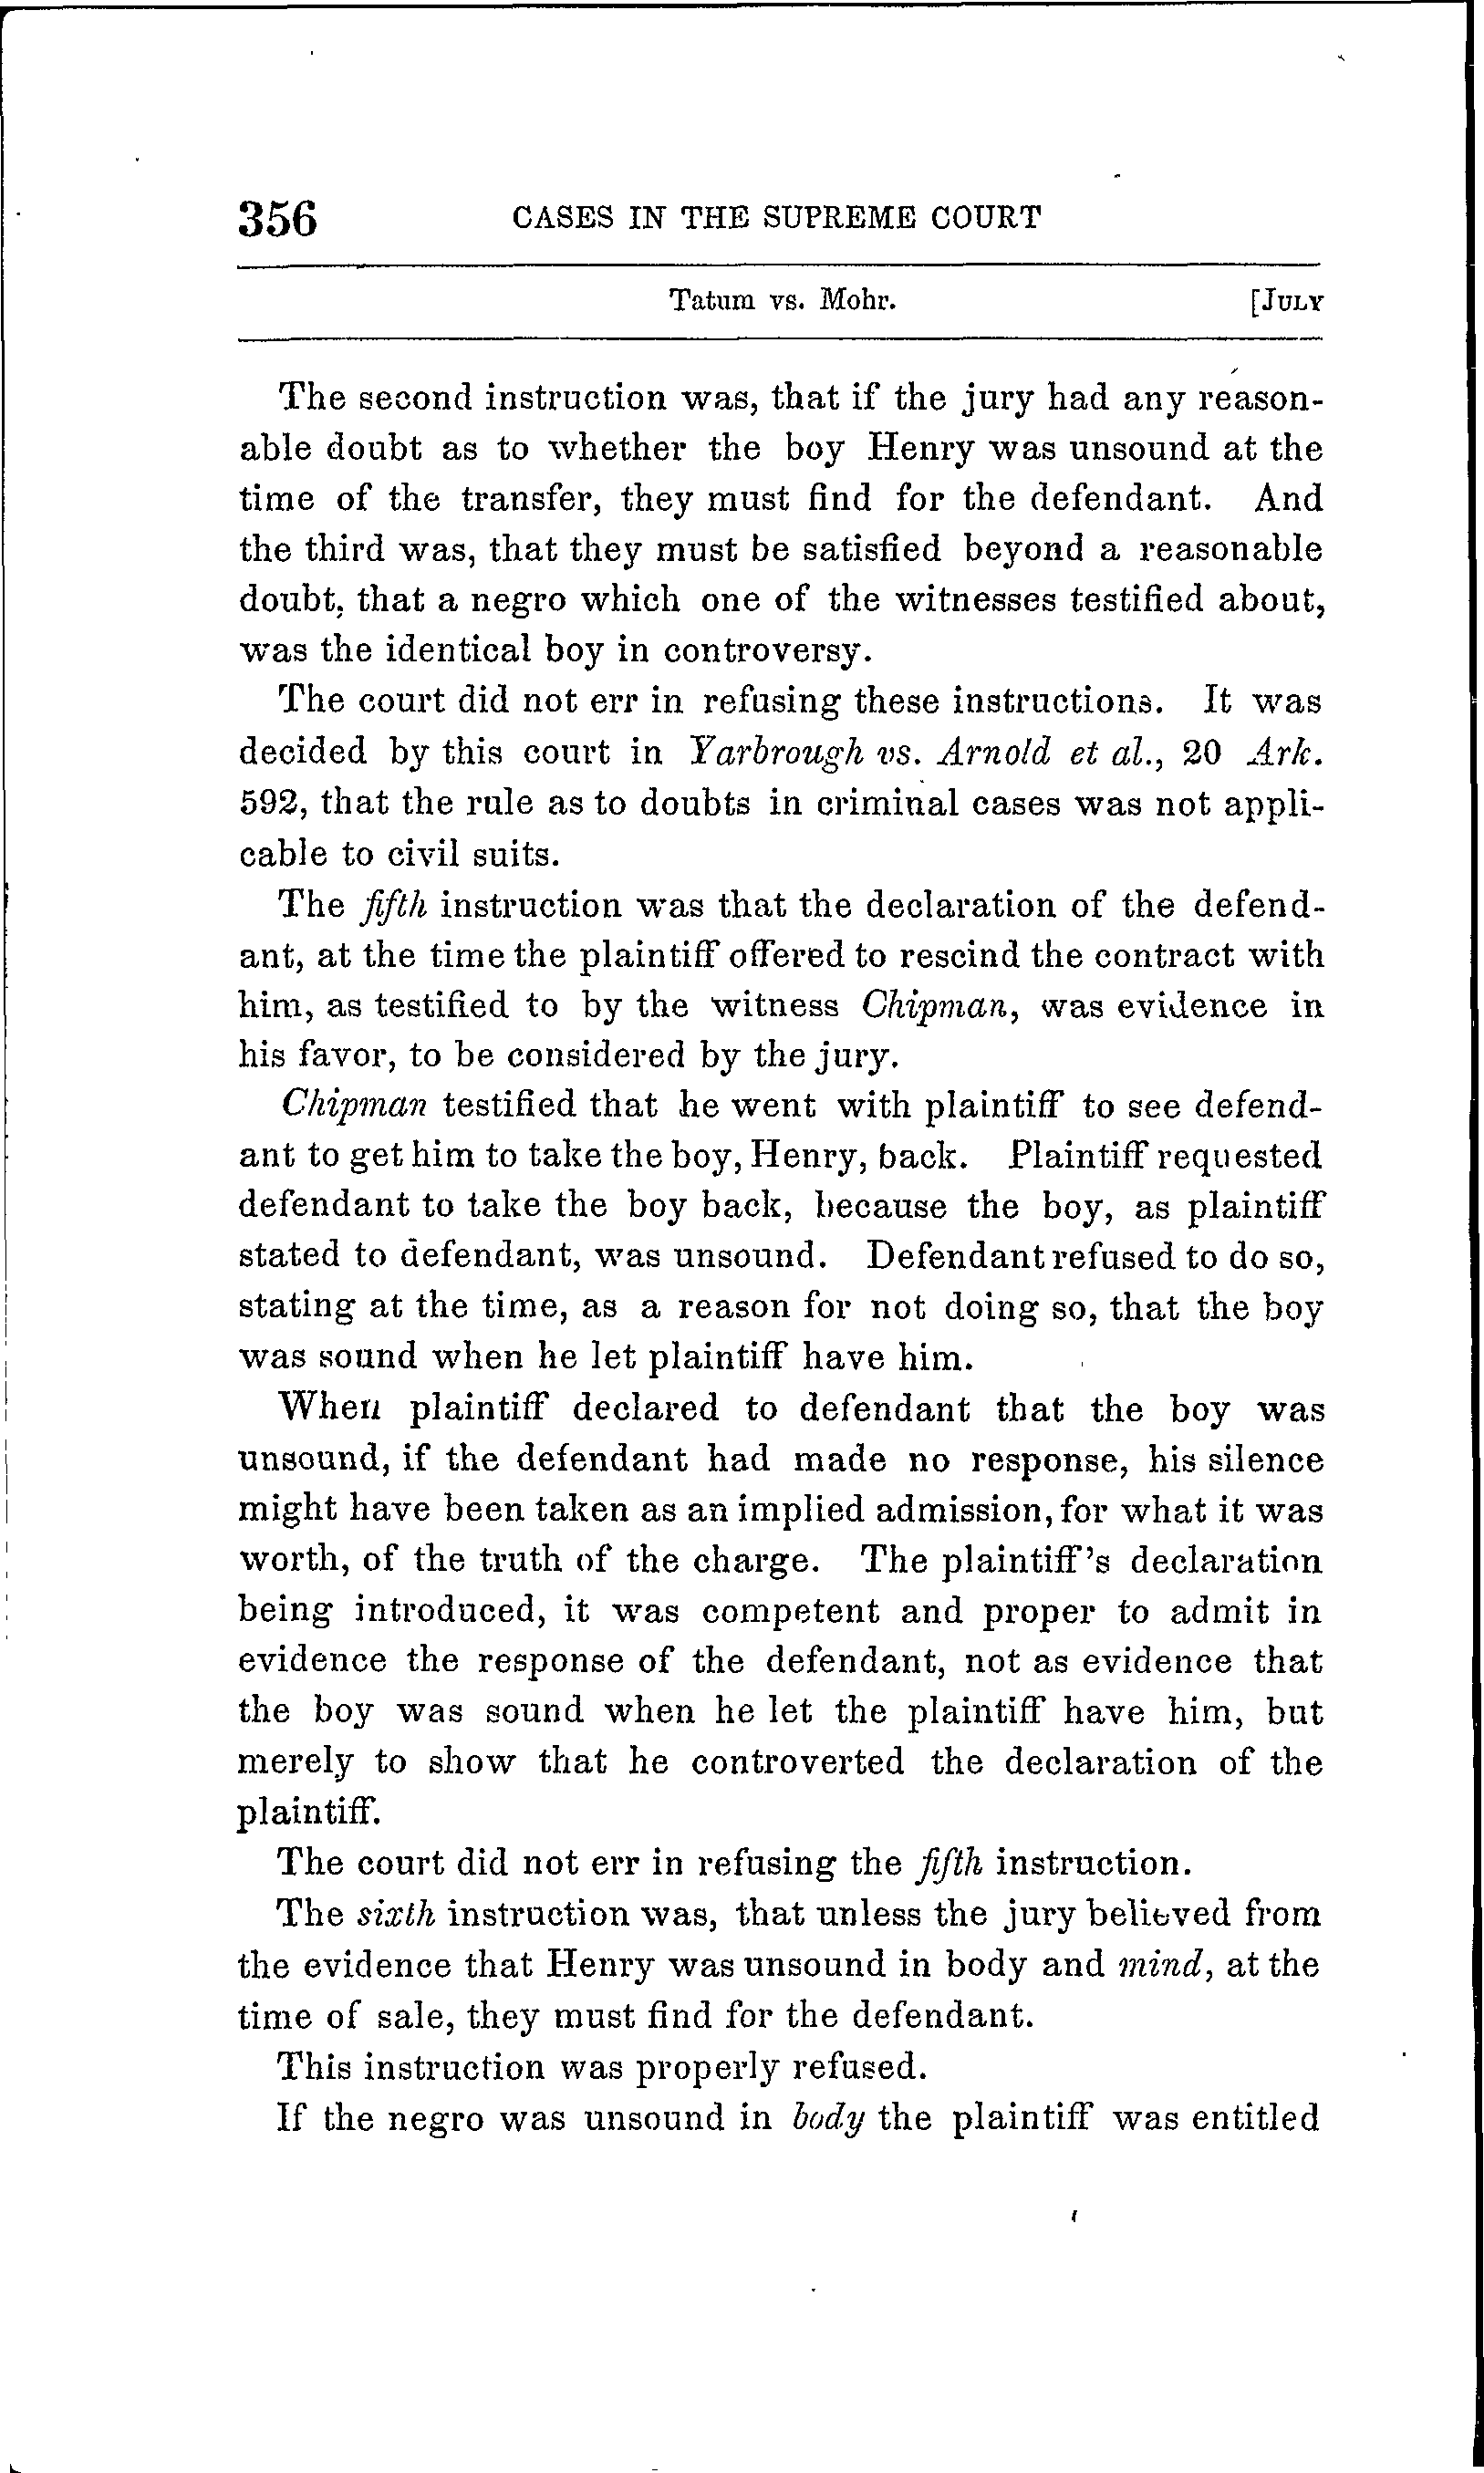 356 CASES IN THE SUPREME COURT
Tatum vs. Mohr. [JULY
The second instruction was, that if the jury had any reason-
able doubt as to whether the boy Henry was unsound at the
time of the transfer, they must find for the defendant. And
the third was, that they must be satisfied beyond a reasonable
doubt, that a negro which one of the witnesses testified about,
was the identical boy in controversy.
The court did not err in refusing these instructions. It was
decided by this court in Yarbrough vs. Arnold et al., 20 Ark.
592, that the rule as to doubts in criminal cases was not appli-
cable to civil suits.
The fifth instruction was that the declaration of the defend-
ant, at the time the plaintiff offered to rescind the contract with
him, as testified to by the witness Chipman, was evidence in
his favor, to be considered by the jury.
Chipman testified that he went with plaintiff to see defend-
ant to get him to take the boy, Henry, back. Plaintiff requested
defendant to take the boy back, because the boy, as plaintiff
stated to defendant, was unsound. Defendant refused to do so,
stating at the time, as a reason for not doing so, that the boy
was sound when he let plaintiff have him.
When plaintiff declared to defendant that the boy was
unsound, if the defendant had made no response, his silence
might have been taken as an implied admission, for what it was
worth, of the truth of the charge. The plaintiff's declaration
being introduced, it was competent and proper to admit in
evidence the response of the defendant, not as evidence that
the boy was sound when he let the plaintiff have him, but
merely to show that he controverted the declaration of the
plaintiff.
The court did not err in refusing the fifth instruction.
The sixth instruction was, that unless the jury believed from
the evidence that Henry was unsound in body and mind, at the
time of sale, they must find for the defendant.
This instruction was properly refused.
If the negro was unsound in body the plaintiff was entitled